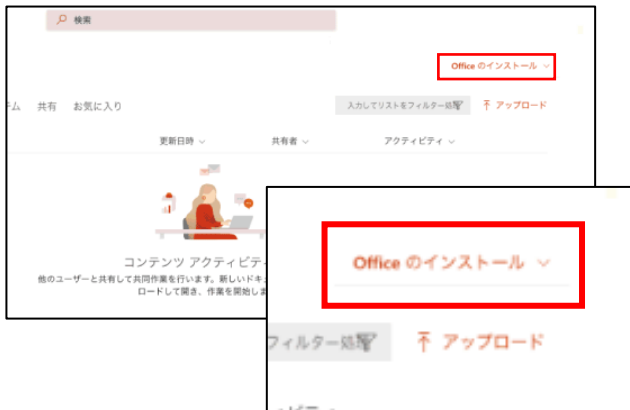 検索
Office のインストール
共有 お気に入り
入力してリストをフィルター処理 アップロード
更新日時 共有者 アクティビティ
コンテンツ アクティビテ
他のユーザーと共有して共同作業を行います。新しいドキ
ロードして開き、作業を開始しま
Office のインストール
フィルター処理 アップロード